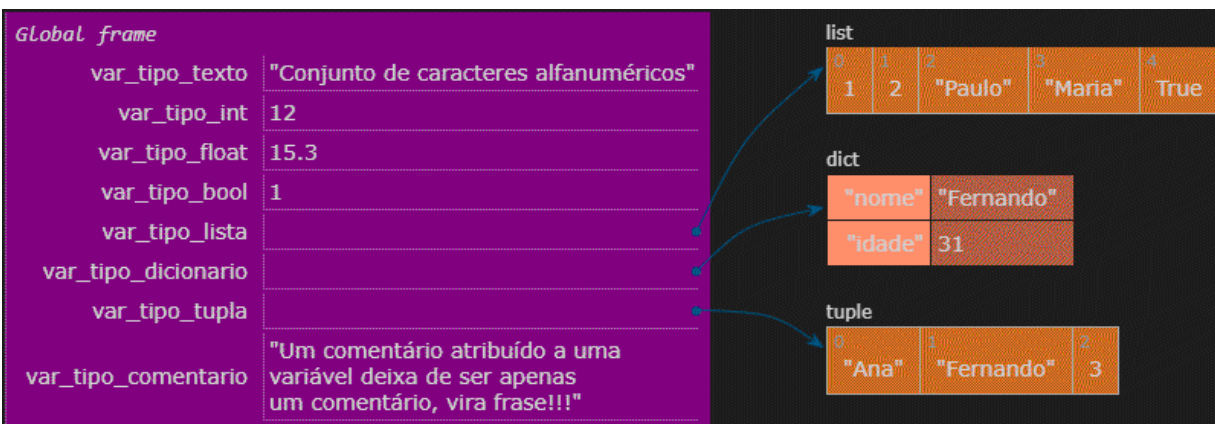 Global frame
var_tipo_texto "Conjunto de caracteres alfanuméricos"
var_tipo_int 12
var_tipo_float 15.3
var_tipo_bool 1
var_tipo_lista
var_tipo_dicionario
var_tipo_tupla
var_tipo_comentario "Um comentário atribuído a uma
variável deixa de ser apenas
um comentário, vira frase!!!"
list
0 1 2 3 4
1 2 "Paulo" "Maria" True
dict
"nome" "Fernando"
"idade" 31
tuple
0 1 2
"Ana" "Fernando" 3